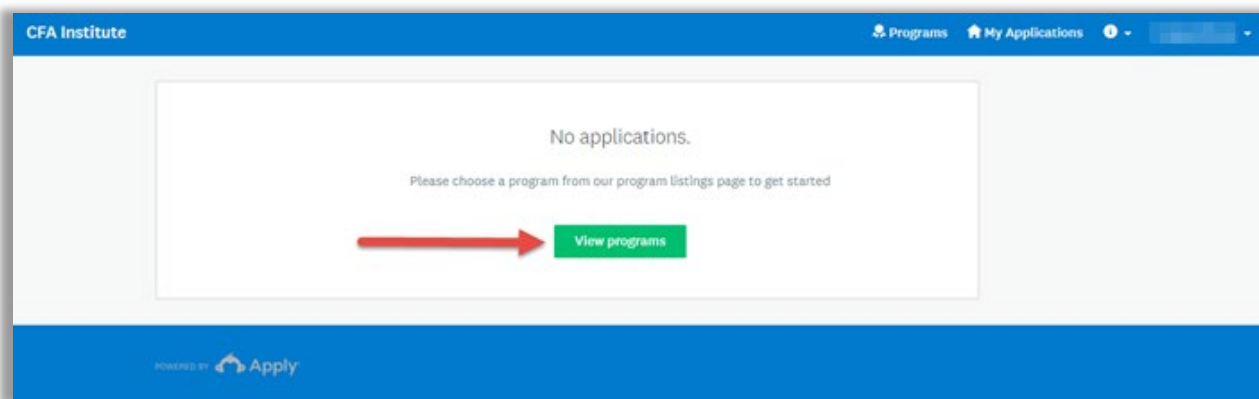 CFA Institute
Programs My Applications
No applications.
Please choose a program from our program listings page to get started
View programs
POWERED BY Apply